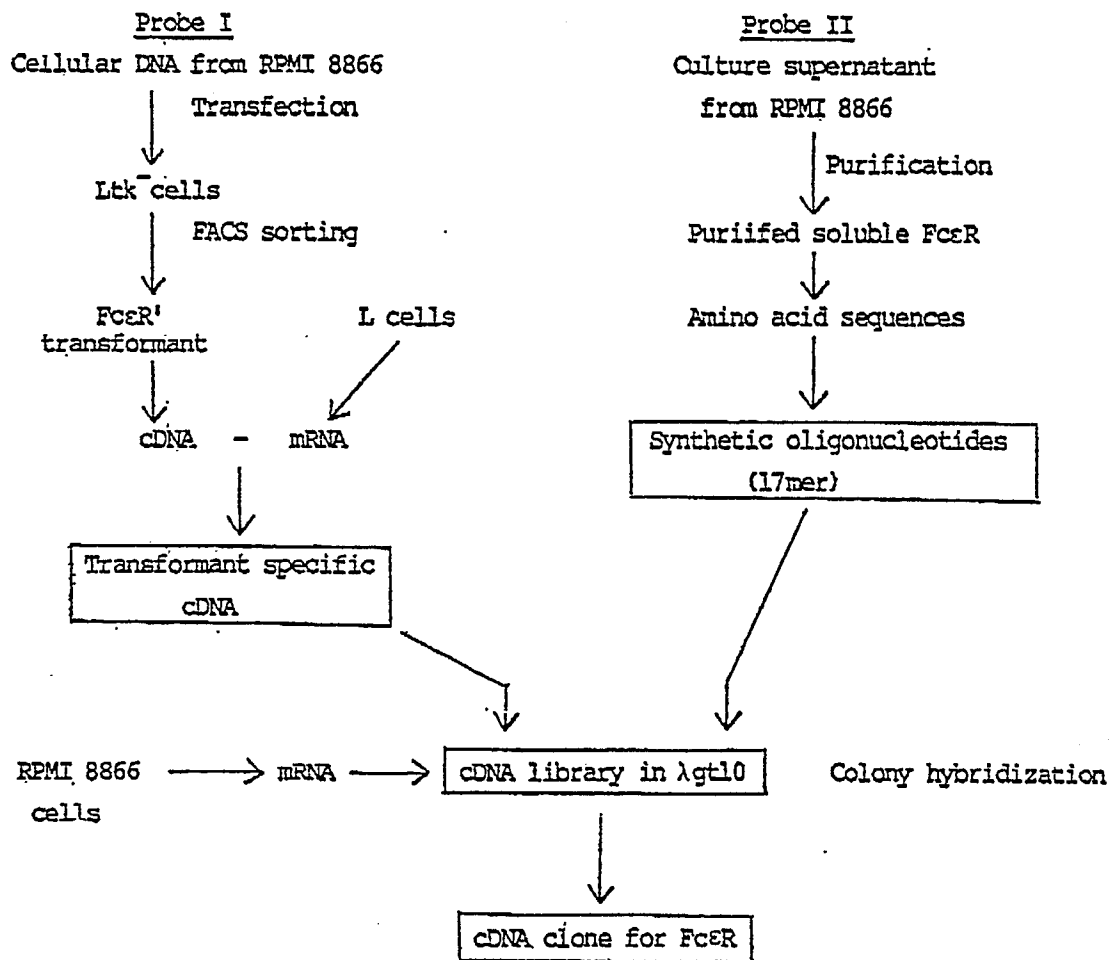 Probe I
Cellular DNA from RPMI 8866
Transfection
Ltk⁻cells
FACS sorting
FcεR'
transformant
L cells
cDNA - mRNA
Transformant specific
cDNA
Probe II
Culture supernatant
from RPMI 8866
Purification
Puriifed soluble FcεR
Amino acid sequences
Synthetic oligonucleotides
(17mer)
RPMI 8866
cells
mRNA
cDNA library in λgt10
Colony hybridization
cDNA clone for FcεR